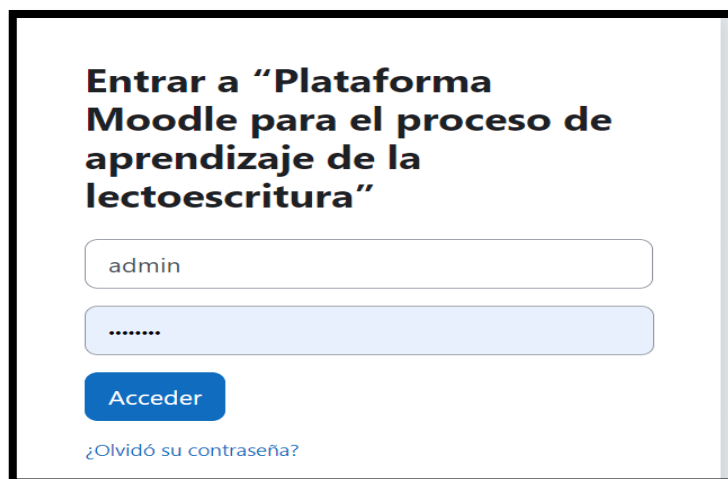 Entrar a “Plataforma
Moodle para el proceso de
aprendizaje de la
lectoescritura”
admin
••••••••
Acceder
¿Olvidó su contraseña?